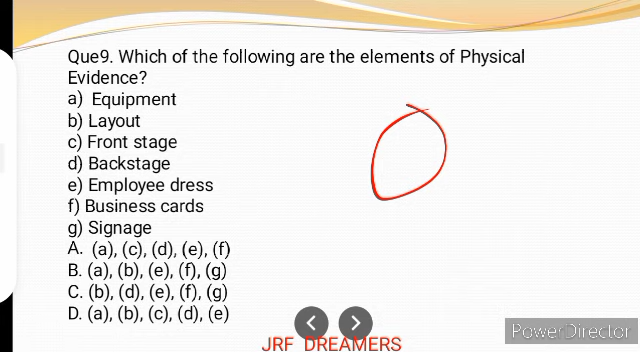 Que9. Which of the following are the elements of Physical
Evidence?
a) Equipment
b) Layout
c) Front stage
d) Backstage
e) Employee dress
f) Business cards
g) Signage
A. (a), (c), (d), (e), (f)
B. (a), (b), (e), (f), (g)
C. (b), (d), (e), (f), (g)
D. (a), (b), (c), (d), (e)
JRF DREAMERS
PowerDirector